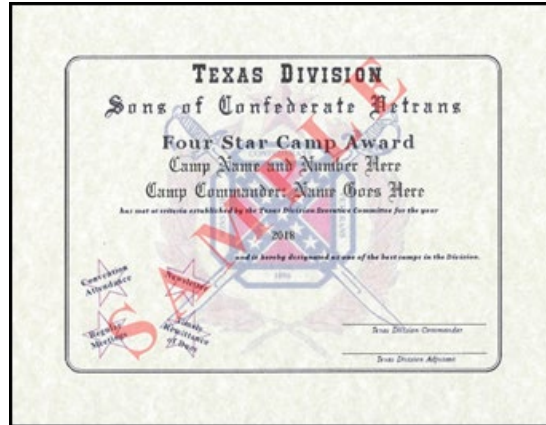 TEXAS DIVISION
Sons of Confederate Vetrans
Four Star Camp Award
Camp Name and Number Here
Camp Commander: Name Goes Here
has met at criteria established by the Texas Division Executive Committee for the year
2018
and is hereby designated as one of the best camps in the Division.
SAMPLE
1896
Convention
Attendance
Newsletter
Regular
Meetings
Timely
Remittance
of Dues
Texas Division Commander
Texas Division Adjutant